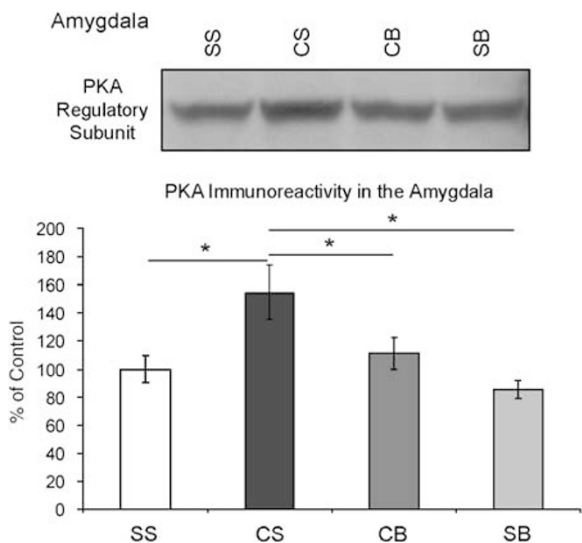 Amygdala
SS CS CB SB
PKA
Regulatory
Subunit
PKA Immunoreactivity in the Amygdala
% of Control
200
180
160
140
120
100
80
60
40
20
0
* * *
SS CS CB SB